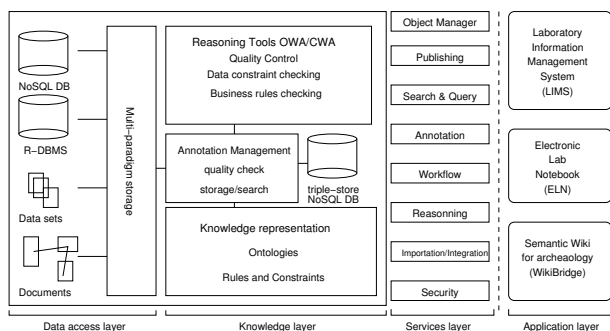 NoSQL DB
R-DBMS
Data sets
Documents
Multi-paradigm storage
Reasoning Tools OWA/CWA
Quality Control
Data constraint checking
Business rules checking
Annotation Management
quality check
storage/search
triple-store
NoSQL DB
Knowledge representation
Ontologies
Rules and Constraints
Object Manager
Publishing
Search & Query
Annotation
Workflow
Reasonning
Importation/Integration
Security
Laboratory
Information
Management
System
(LIMS)
Electronic
Lab
Notebook
(ELN)
Semantic Wiki
for archeaology
(WikiBridge)
Data access layer
Knowledge layer
Services layer
Application layer